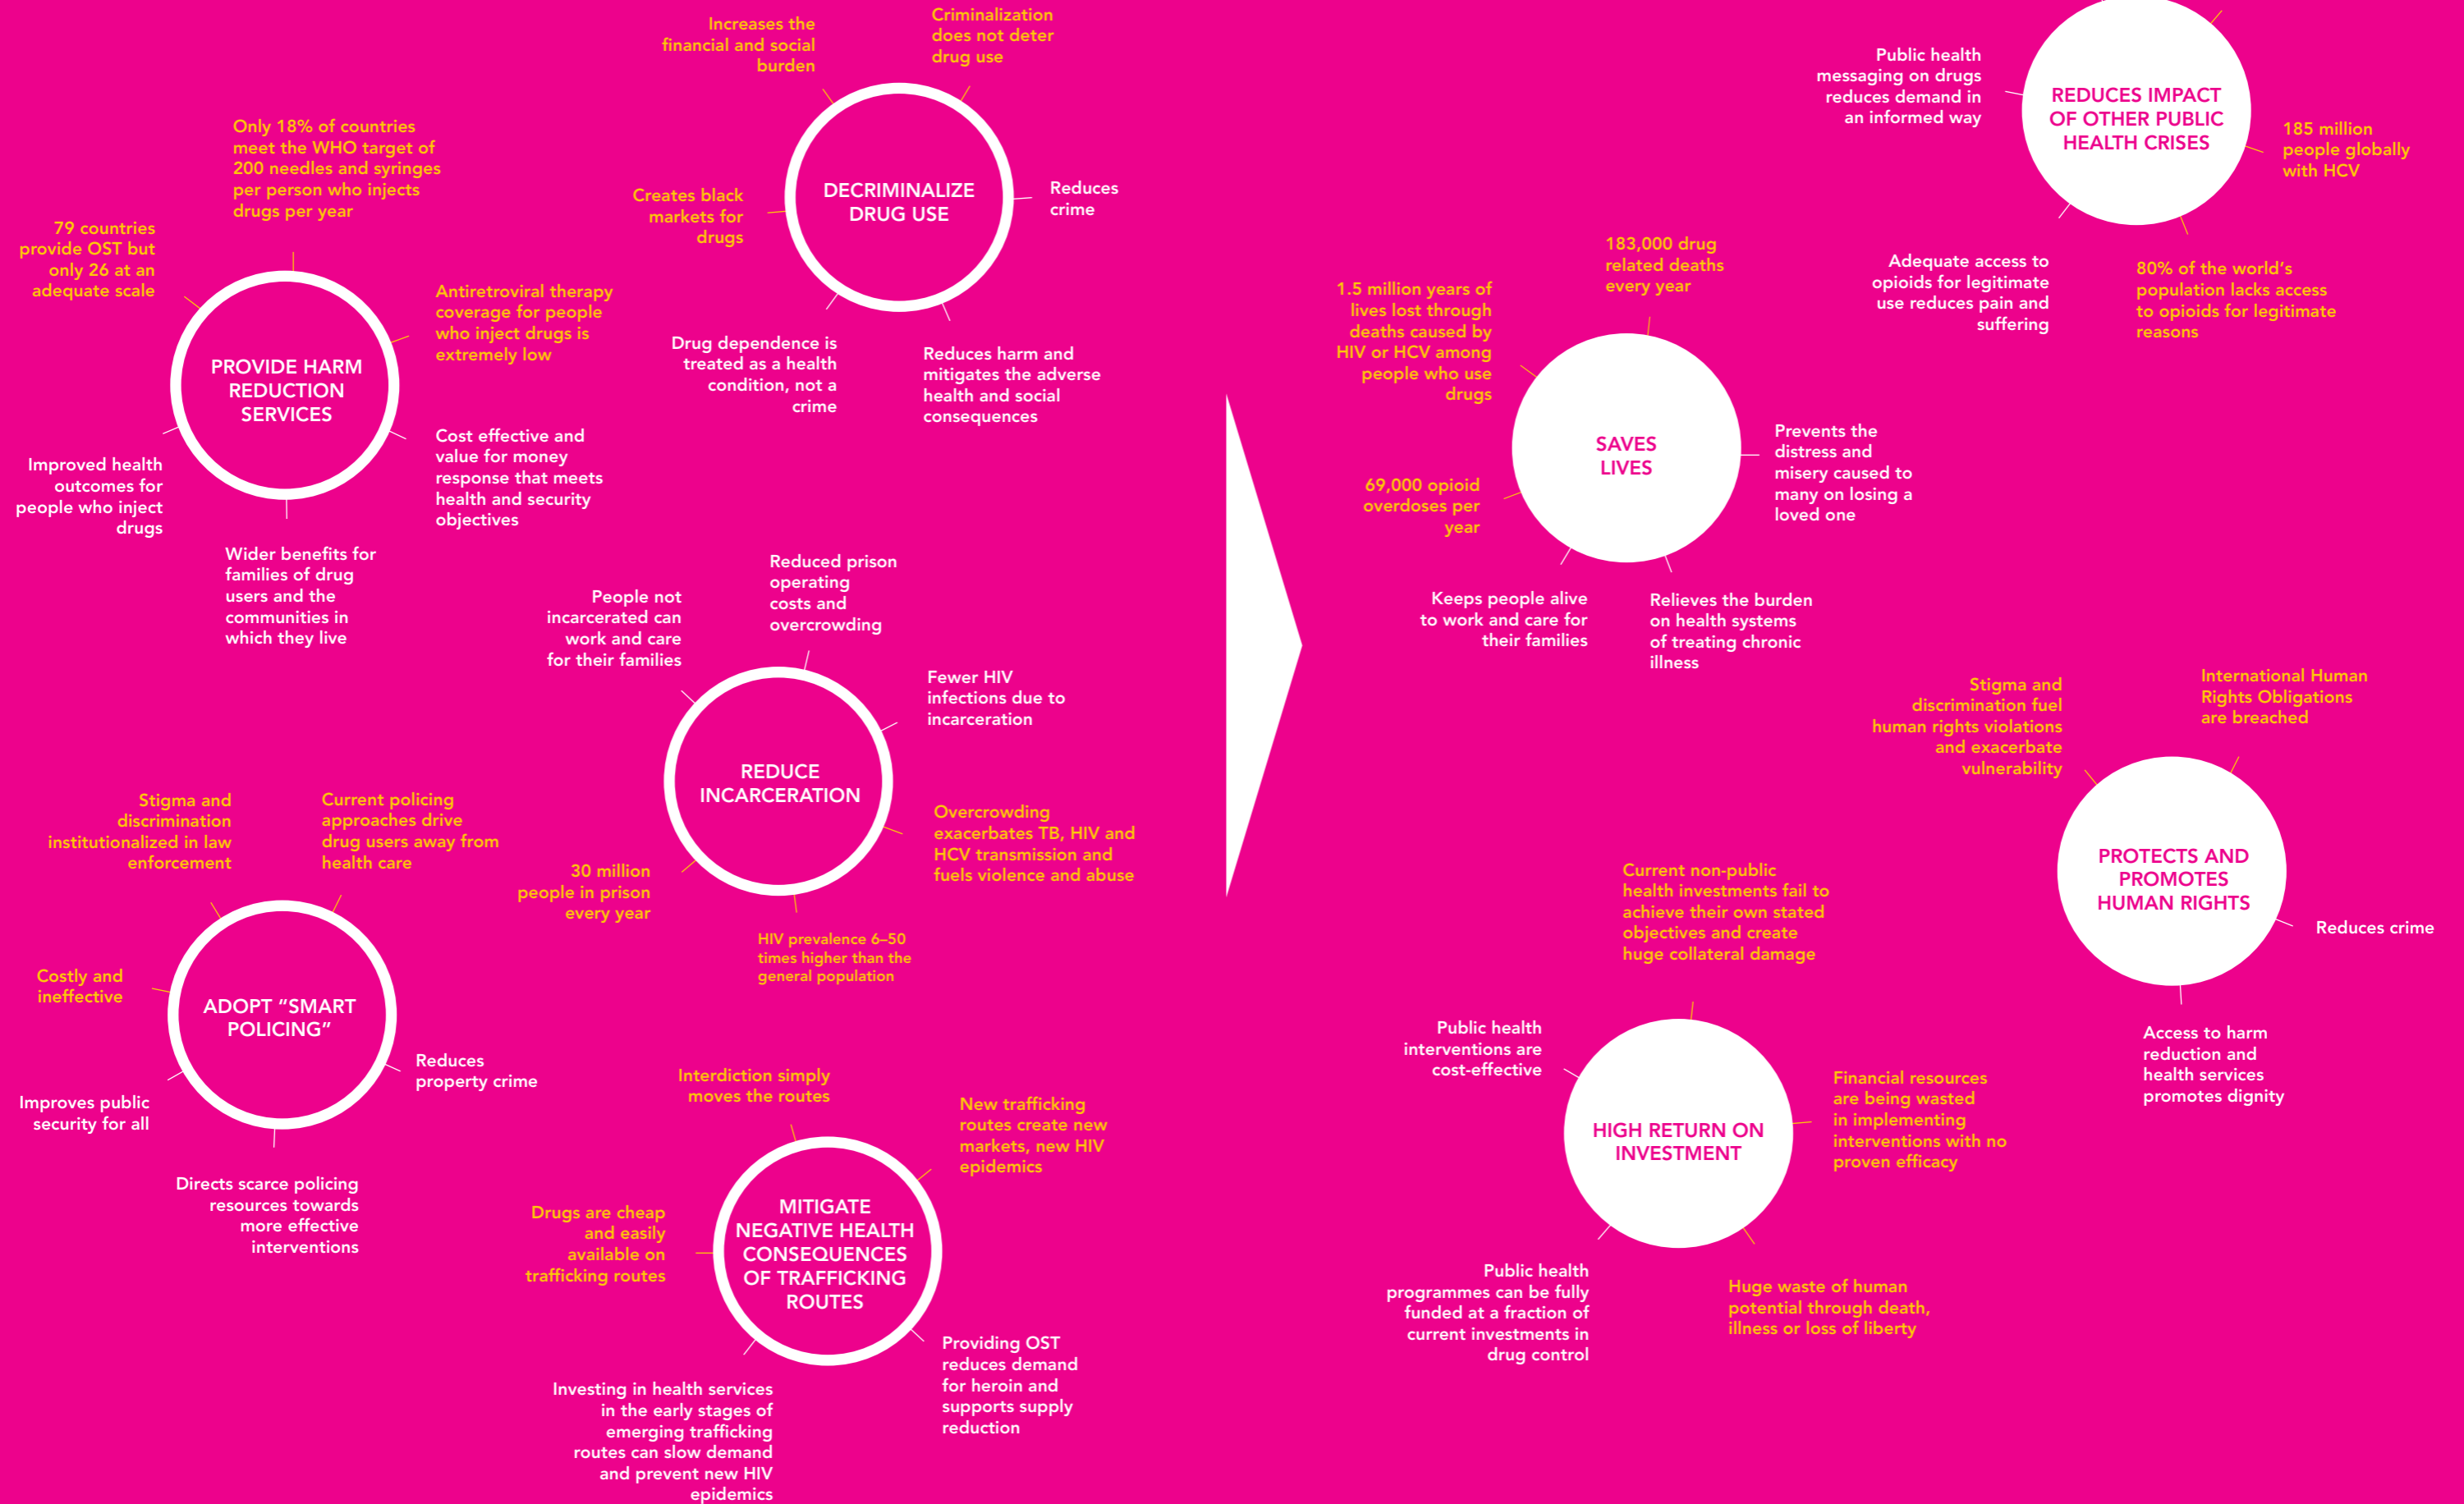 Increases the
financial and social
burden
Criminalization
does not deter
drug use
Creates black
markets for
drugs
DECRIMINALIZE
DRUG USE
Reduces
crime
Drug dependence is
treated as a health
condition, not a
crime
Reduces harm and
mitigates the adverse
health and social
consequences
Only 18% of countries
meet the WHO target of
200 needles and syringes
per person who injects
drugs per year
79 countries
provide OST but
only 26 at an
adequate scale
Antiretroviral therapy
coverage for people
who inject drugs is
extremely low
PROVIDE HARM
REDUCTION
SERVICES
Improved health
outcomes for
people who inject
drugs
Cost effective and
value for money
response that meets
health and security
objectives
Wider benefits for
families of drug
users and the
communities in
which they live
People not
incarcerated can
work and care
for their families
Reduced prison
operating
costs and
overcrowding
Fewer HIV
infections due to
incarceration
REDUCE
INCARCERATION
30 million
people in prison
every year
Overcrowding
exacerbates TB, HIV and
HCV transmission and
fuels violence and abuse
HIV prevalence 6–50
times higher than the
general population
Stigma and
discrimination
institutionalized in law
enforcement
Current policing
approaches drive
drug users away from
health care
Costly and
ineffective
ADOPT “SMART
POLICING”
Improves public
security for all
Reduces
property crime
Directs scarce policing
resources towards
more effective
interventions
Interdiction simply
moves the routes
New trafficking
routes create new
markets, new HIV
epidemics
Drugs are cheap
and easily
available on
trafficking routes
MITIGATE
NEGATIVE HEALTH
CONSEQUENCES
OF TRAFFICKING
ROUTES
Investing in health services
in the early stages of
emerging trafficking
routes can slow demand
and prevent new HIV
epidemics
Providing OST
reduces demand
for heroin and
supports supply
reduction
Public health
messaging on drugs
reduces demand in
an informed way
REDUCES IMPACT
OF OTHER PUBLIC
HEALTH CRISES
185 million
people globally
with HCV
Adequate access to
opioids for legitimate
use reduces pain and
suffering
80% of the world’s
population lacks access
to opioids for legitimate
reasons
183,000 drug
related deaths
every year
1.5 million years of
lives lost through
deaths caused by
HIV or HCV among
people who use
drugs
SAVES
LIVES
69,000 opioid
overdoses per
year
Prevents the
distress and
misery caused to
many on losing a
loved one
Keeps people alive
to work and care for
their families
Relieves the burden
on health systems
of treating chronic
illness
Stigma and
discrimination fuel
human rights violations
and exacerbate
vulnerability
International Human
Rights Obligations
are breached
PROTECTS AND
PROMOTES
HUMAN RIGHTS
Reduces crime
Access to harm
reduction and
health services
promotes dignity
Current non-public
health investments fail to
achieve their own stated
objectives and create
huge collateral damage
Public health
interventions are
cost-effective
HIGH RETURN ON
INVESTMENT
Financial resources
are being wasted
in implementing
interventions with no
proven efficacy
Public health
programmes can be fully
funded at a fraction of
current investments in
drug control
Huge waste of human
potential through death,
illness or loss of liberty